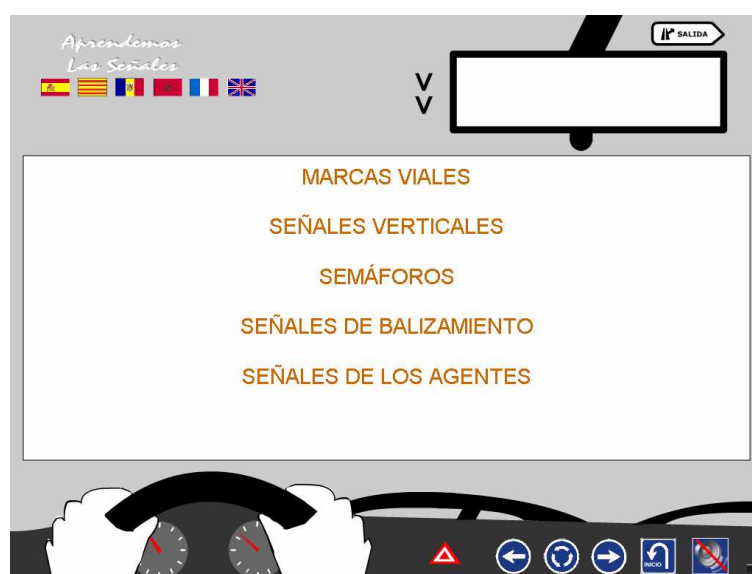 Aprendemos
Las Señales
SALIDA
MARCAS VIALES
SEÑALES VERTICALES
SEMÁFOROS
SEÑALES DE BALIZAMIENTO
SEÑALES DE LOS AGENTES
INICIO